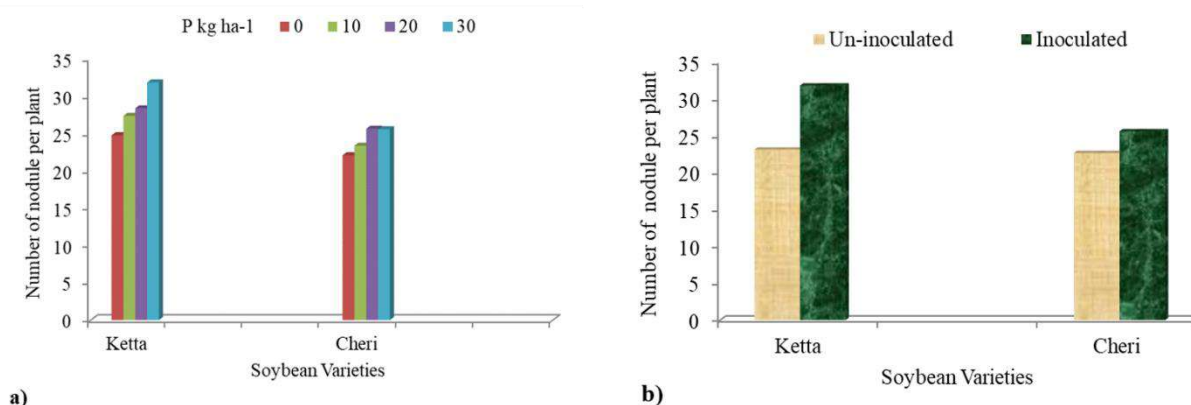 P kg ha-1 0 10 20 30
Number of nodule per plant
35
30
25
20
15
10
5
0
Ketta Cheri
Soybean Varieties
a)
Un-inoculated Inoculated
Number of nodule per plant
35
30
25
20
15
10
5
0
Ketta Cheri
Soybean Varieties
b)